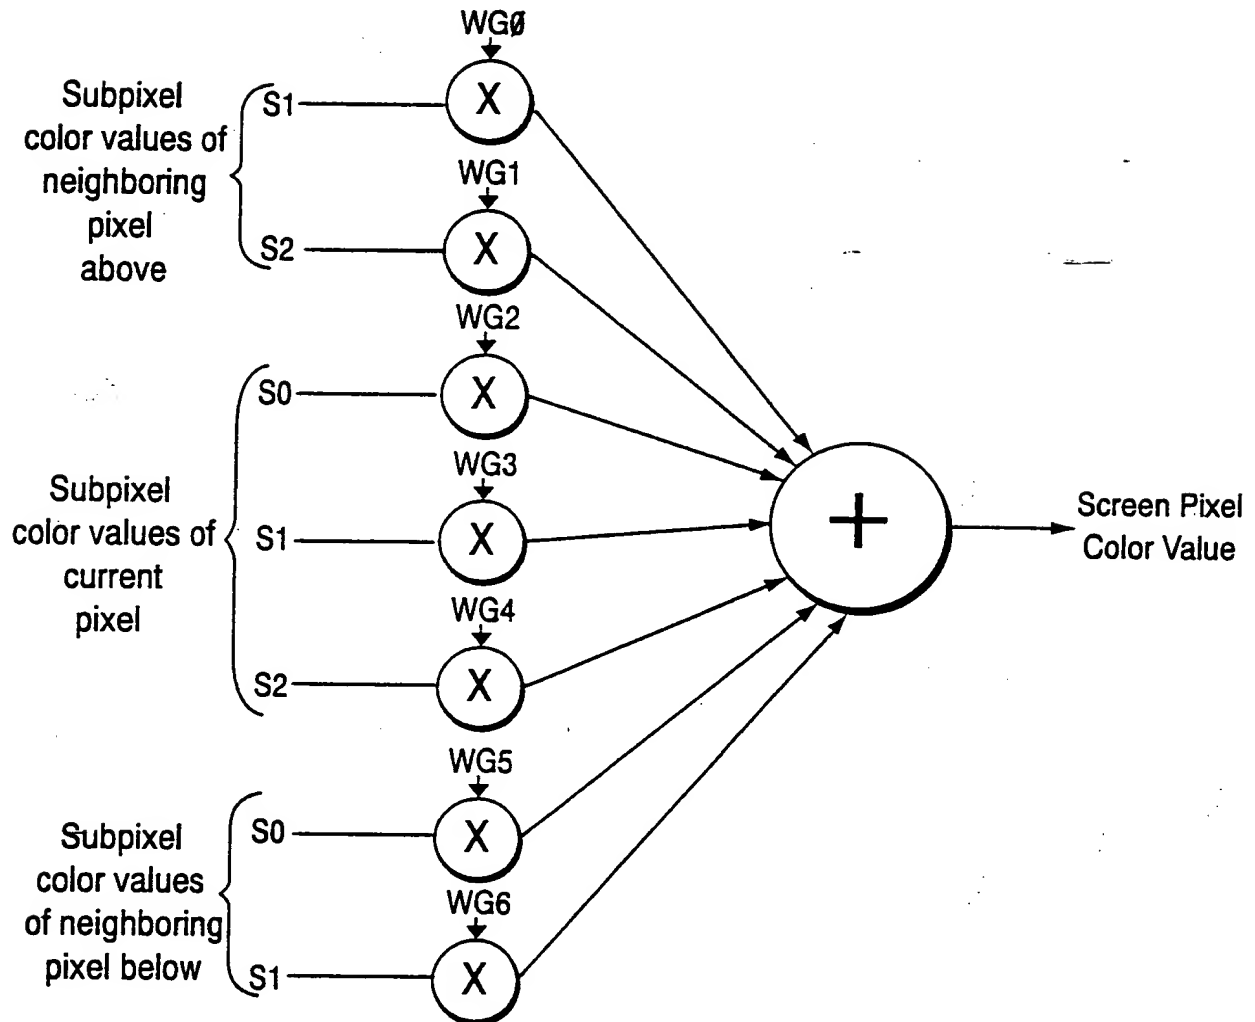 WGØ
Subpixel
color values of
neighboring
pixel
above
S1
X
WG1
S2
X
WG2
Subpixel
color values of
current
pixel
S0
X
WG3
S1
X
WG4
S2
X
+
Screen Pixel
Color Value
WG5
Subpixel
color values
of neighboring
pixel below
S0
X
WG6
S1
X